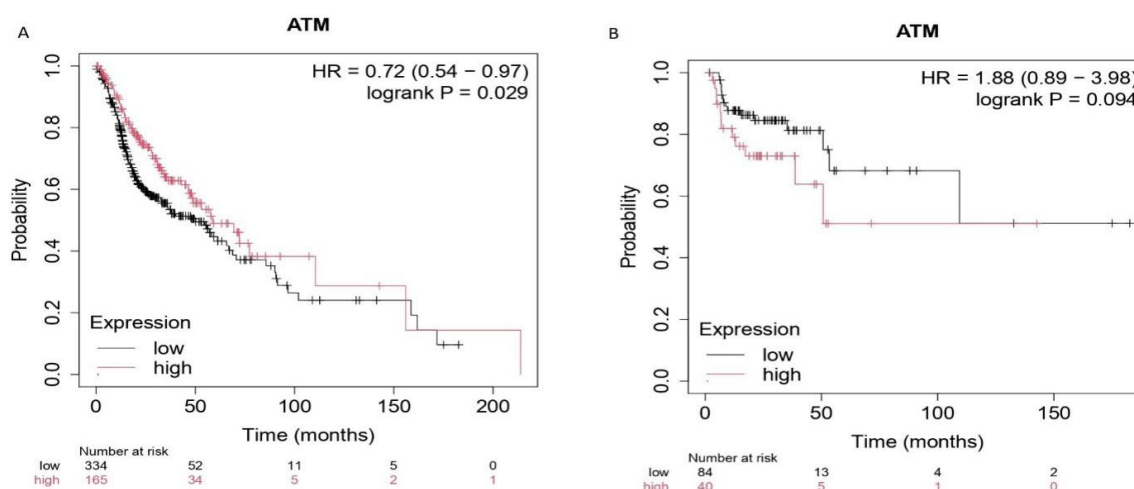 A
ATM
HR = 0.72 (0.54 − 0.97)
logrank P = 0.029
Probability
1.0
0.8
0.6
0.4
0.2
0.0
Expression
low
high
0 50 100 150 200
Time (months)
Number at risk
low 334 52 11 5 0
high 165 34 5 2 1
B
ATM
HR = 1.88 (0.89 − 3.98)
logrank P = 0.094
Probability
1.0
0.8
0.6
0.4
0.2
0.0
Expression
low
high
0 50 100 150
Time (months)
Number at risk
low 84 13 4 2
high 40 5 1 0